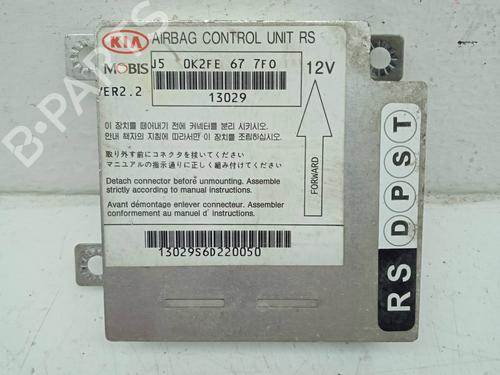 KIA AIRBAG CONTROL UNIT RS
MOBIS J5 0K2FE 67 7F0 12V
VER2.2 13029
이 장치를 떼어내기 전에 커넥터를 분리 시키시오.
안내 책자의 지침에 따라서만 이 장치를 조립하시오
取り外す前にコネクタを抜いてください
マニュアルの指示通りに正しく組み付けてください
Detach connector before unmounting. Assemble
strictly according to manual instructions.
Avant démontage enlever connecteur. Assembler
conformement au manuel d' instructions.
FORWARD
13029S6D220050
RS D P S T
B-PARTS